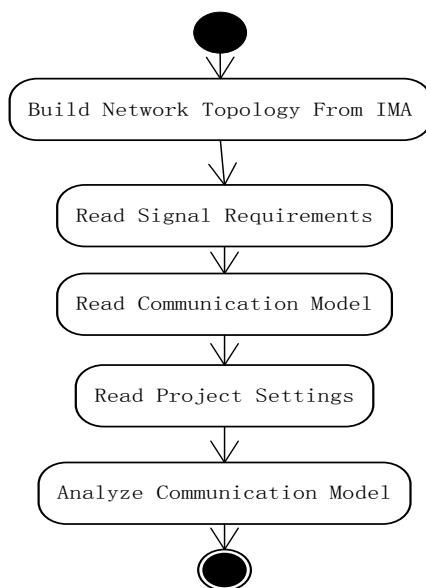 Build Network Topology From IMA
Read Signal Requirements
Read Communication Model
Read Project Settings
Analyze Communication Model